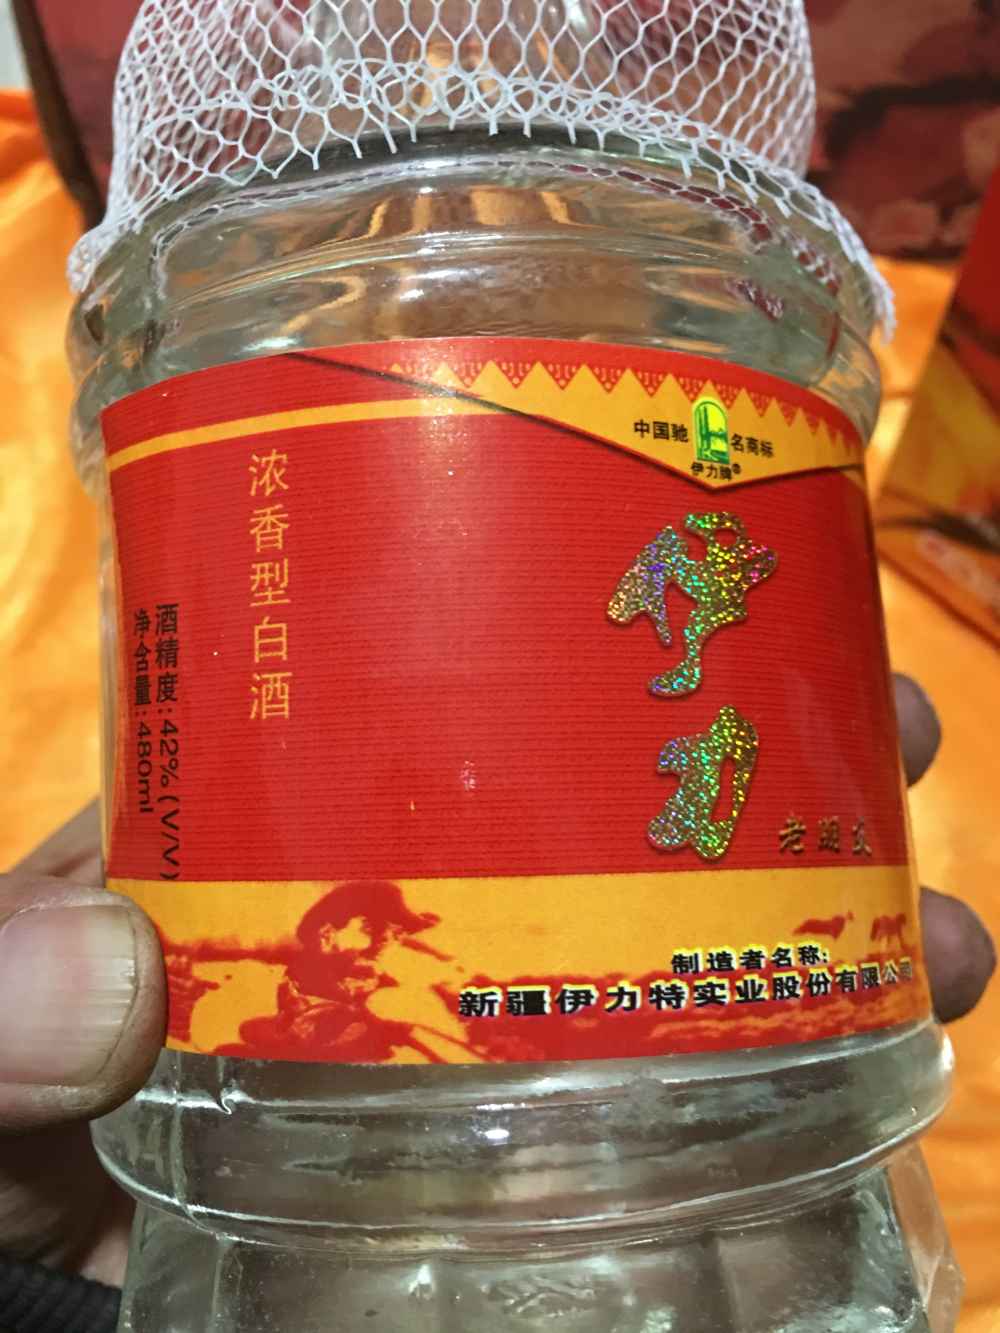 中国驰 名商标
伊力牌®
浓香型白酒
伊力
老朋友
酒精度:42%(V/V)
净含量:480ml
制造者名称:
新疆伊力特实业股份有限公司